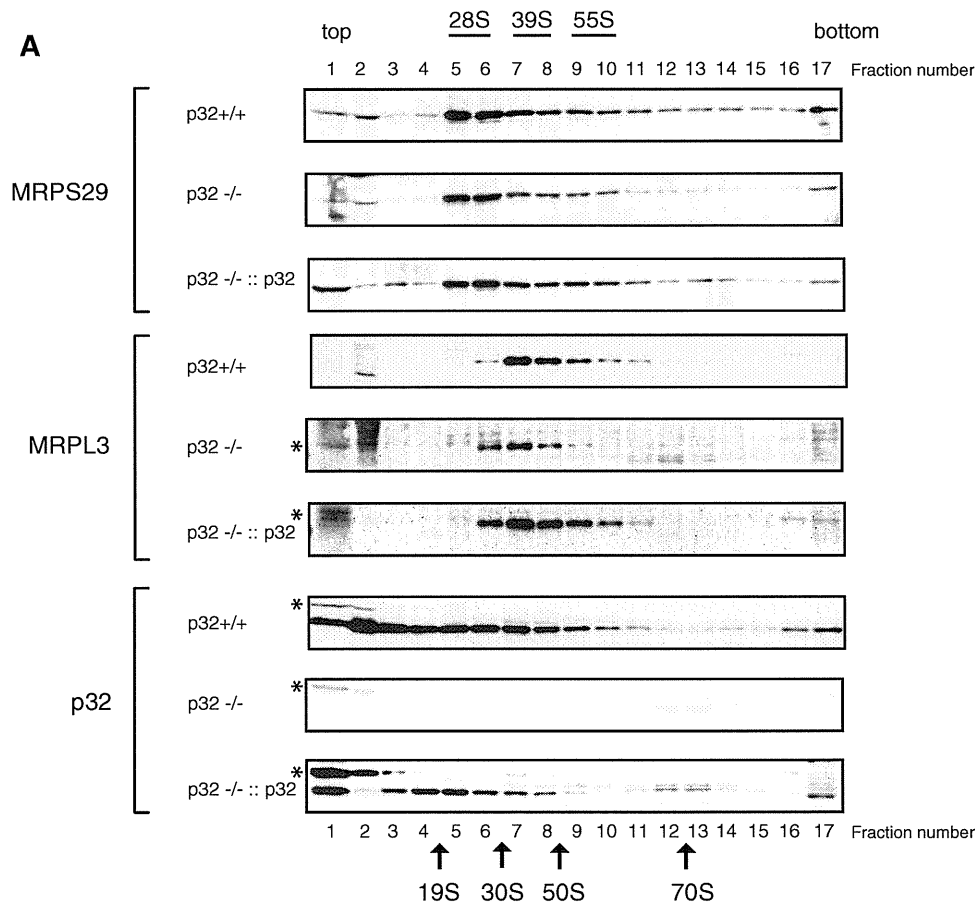 A
top 28S 39S 55S bottom
1 2 3 4 5 6 7 8 9 10 11 12 13 14 15 16 17 Fraction number
MRPS29
p32+/+
p32 -/-
p32 -/- :: p32
MRPL3
p32+/+
p32 -/- *
p32 -/- :: p32 *
p32
p32+/+ *
p32 -/- *
p32 -/- :: p32 *
1 2 3 4 5 6 7 8 9 10 11 12 13 14 15 16 17 Fraction number
19S 30S 50S 70S